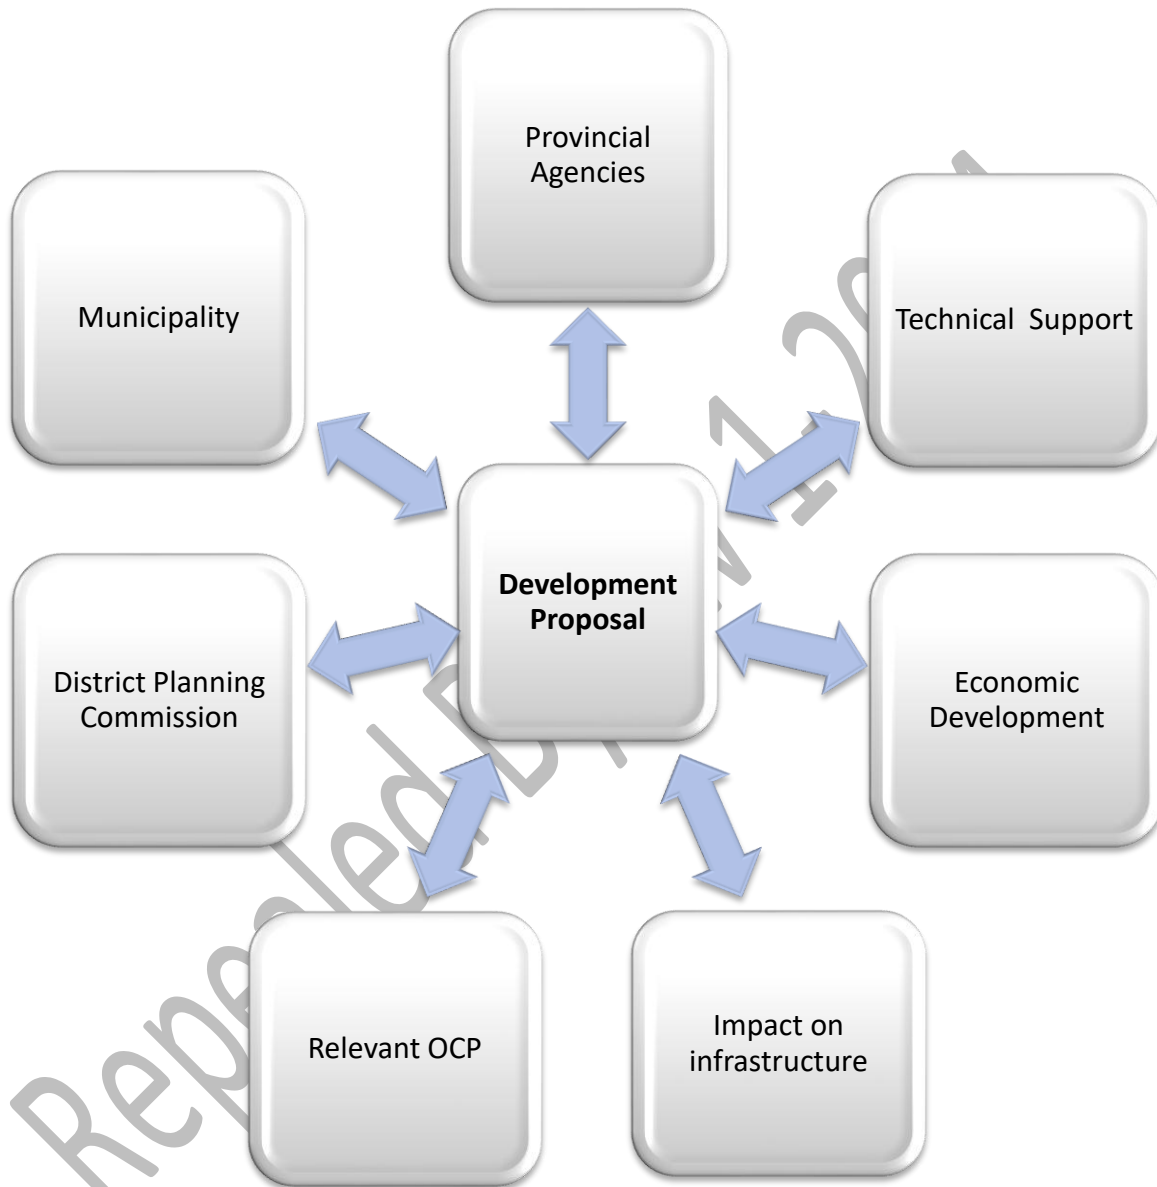 Provincial
Agencies
Municipality
Technical  Support
Development
Proposal
District Planning
Commission
Economic
Development
Relevant OCP
Impact on
infrastructure